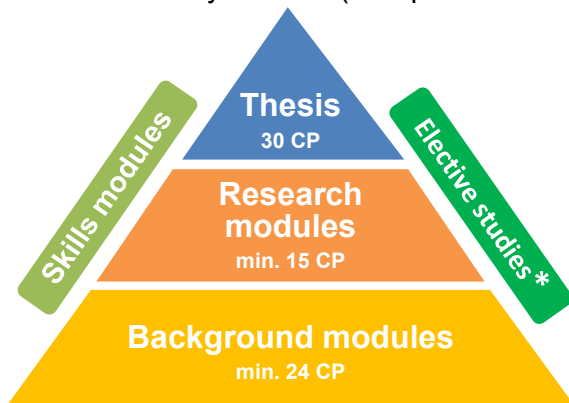 Thesis
30 CP
Skills modules
Elective studies *
Research
modules
min. 15 CP
Background modules
min. 24 CP